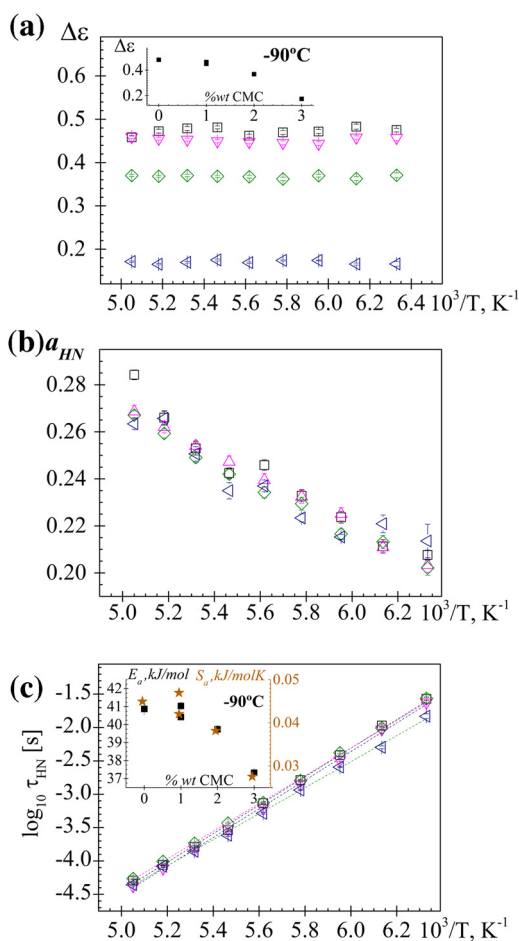 (a)
Δε
Δε
-90ºC
0.4
0.2
0 1 2 3
%wt CMC
0.6
0.5
0.4
0.3
0.2
5.0 5.2 5.4 5.6 5.8 6.0 6.2 6.4 10³/T, K⁻¹
(b) a_HN
0.28
0.26
0.24
0.22
0.20
5.0 5.2 5.4 5.6 5.8 6.0 6.2 6.4 10³/T, K⁻¹
(c)
E_a,kJ/mol S_a,kJ/molK
-90ºC
42
41
40
39
38
37
0.05
0.04
0.03
0 1 2 3
% wt CMC
log₁₀ τ_HN [s]
-1.5
-2.0
-2.5
-3.0
-3.5
-4.0
-4.5
5.0 5.2 5.4 5.6 5.8 6.0 6.2 6.4 10³/T, K⁻¹